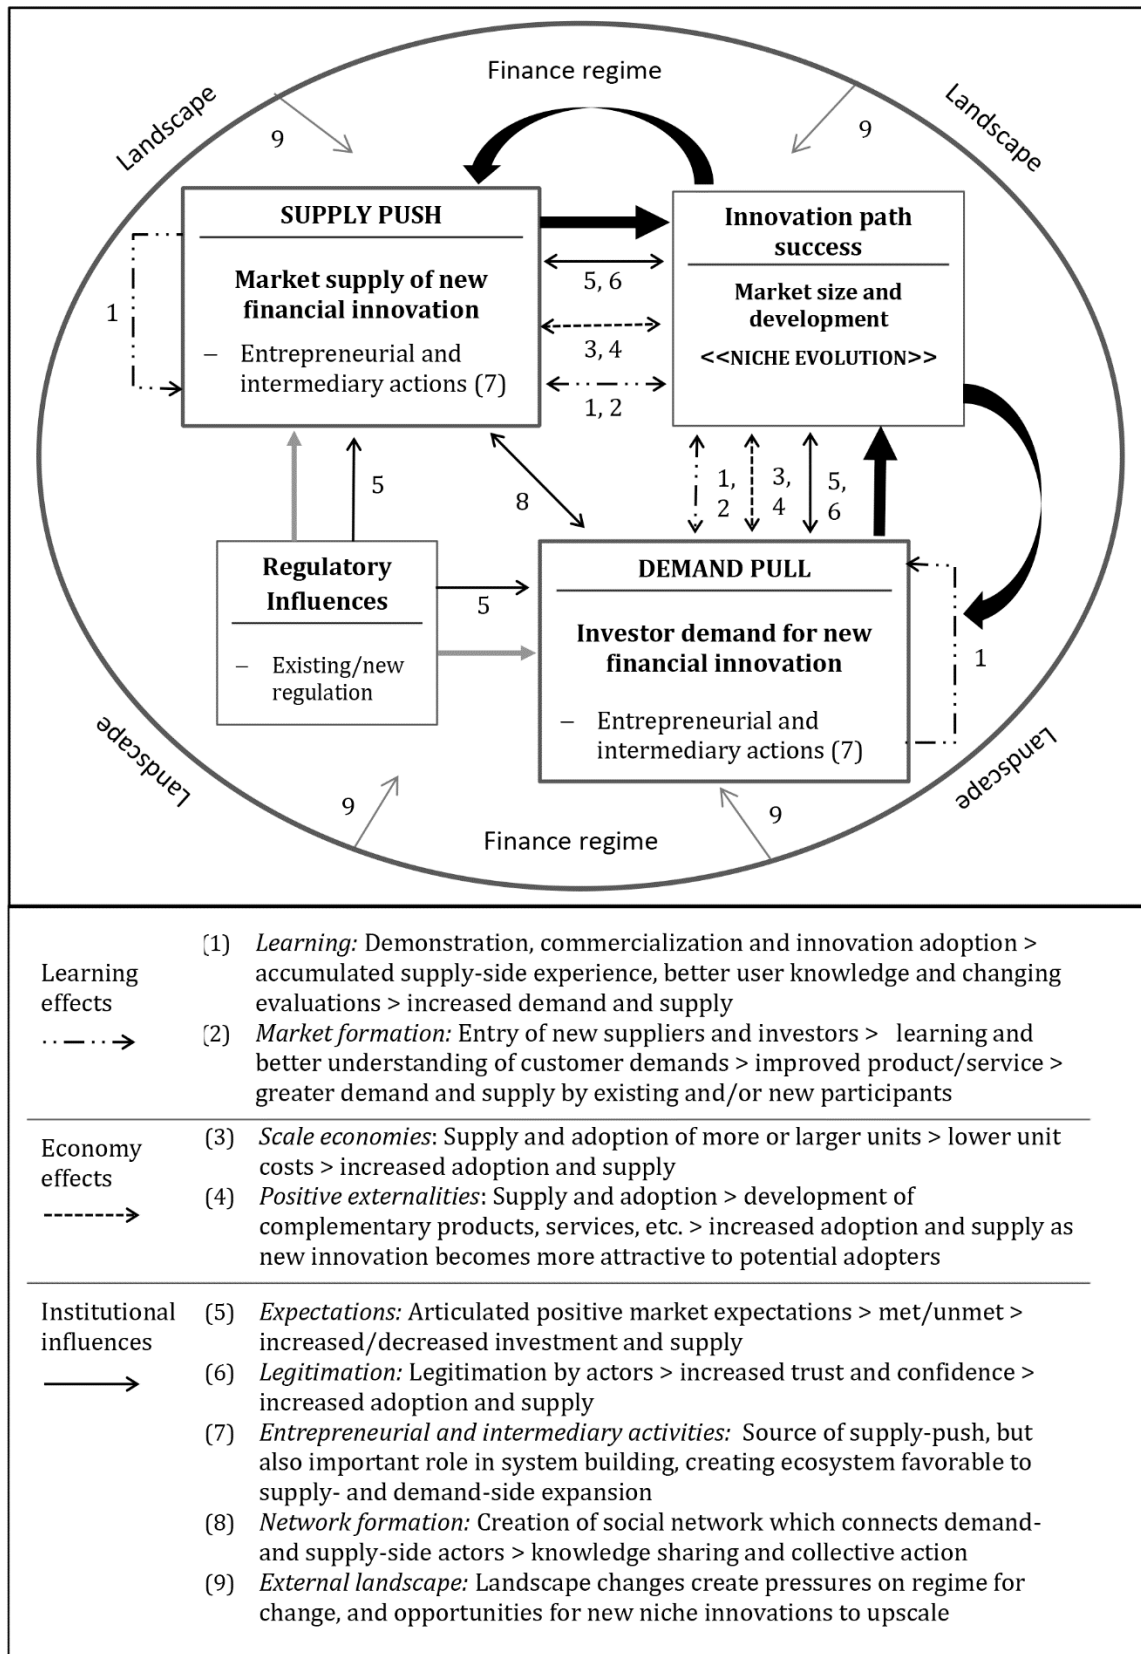 Finance regime
Landscape
Landscape
9
9
SUPPLY PUSH
Market supply of new
financial innovation
– Entrepreneurial and
intermediary actions (7)
1
5, 6
3, 4
1, 2
Innovation path
success
Market size and
development
<<NICHE EVOLUTION>>
5
8
1,
2
3,
4
5,
6
Regulatory
Influences
– Existing/new
regulation
5
DEMAND PULL
Investor demand for new
financial innovation
– Entrepreneurial and
intermediary actions (7)
1
Landscape
Landscape
9
9
Finance regime
Learning
effects
(1) Learning: Demonstration, commercialization and innovation adoption >
accumulated supply-side experience, better user knowledge and changing
evaluations > increased demand and supply
(2) Market formation: Entry of new suppliers and investors > learning and
better understanding of customer demands > improved product/service >
greater demand and supply by existing and/or new participants
Economy
effects
(3) Scale economies: Supply and adoption of more or larger units > lower unit
costs > increased adoption and supply
(4) Positive externalities: Supply and adoption > development of
complementary products, services, etc. > increased adoption and supply as
new innovation becomes more attractive to potential adopters
Institutional
influences
(5) Expectations: Articulated positive market expectations > met/unmet >
increased/decreased investment and supply
(6) Legitimation: Legitimation by actors > increased trust and confidence >
increased adoption and supply
(7) Entrepreneurial and intermediary activities: Source of supply-push, but
also important role in system building, creating ecosystem favorable to
supply- and demand-side expansion
(8) Network formation: Creation of social network which connects demand-
and supply-side actors > knowledge sharing and collective action
(9) External landscape: Landscape changes create pressures on regime for
change, and opportunities for new niche innovations to upscale